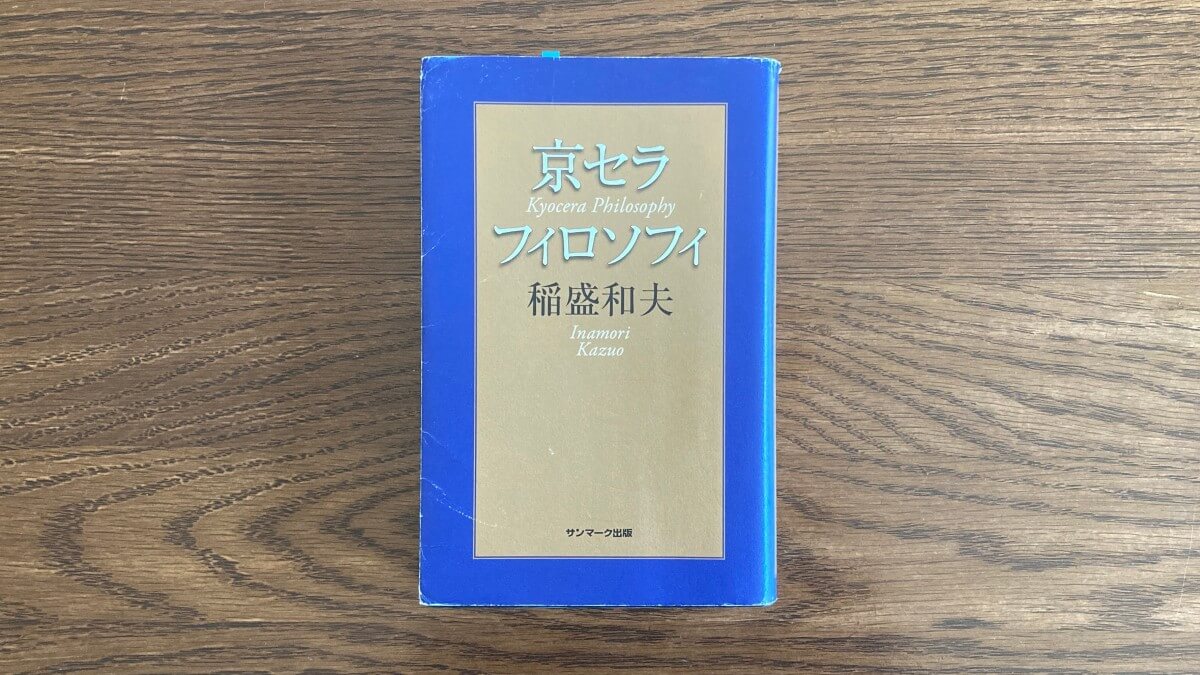 京セラ
Kyocera Philosophy
フィロソフィ
稲盛和夫
Inamori
Kazuo
サンマーク出版